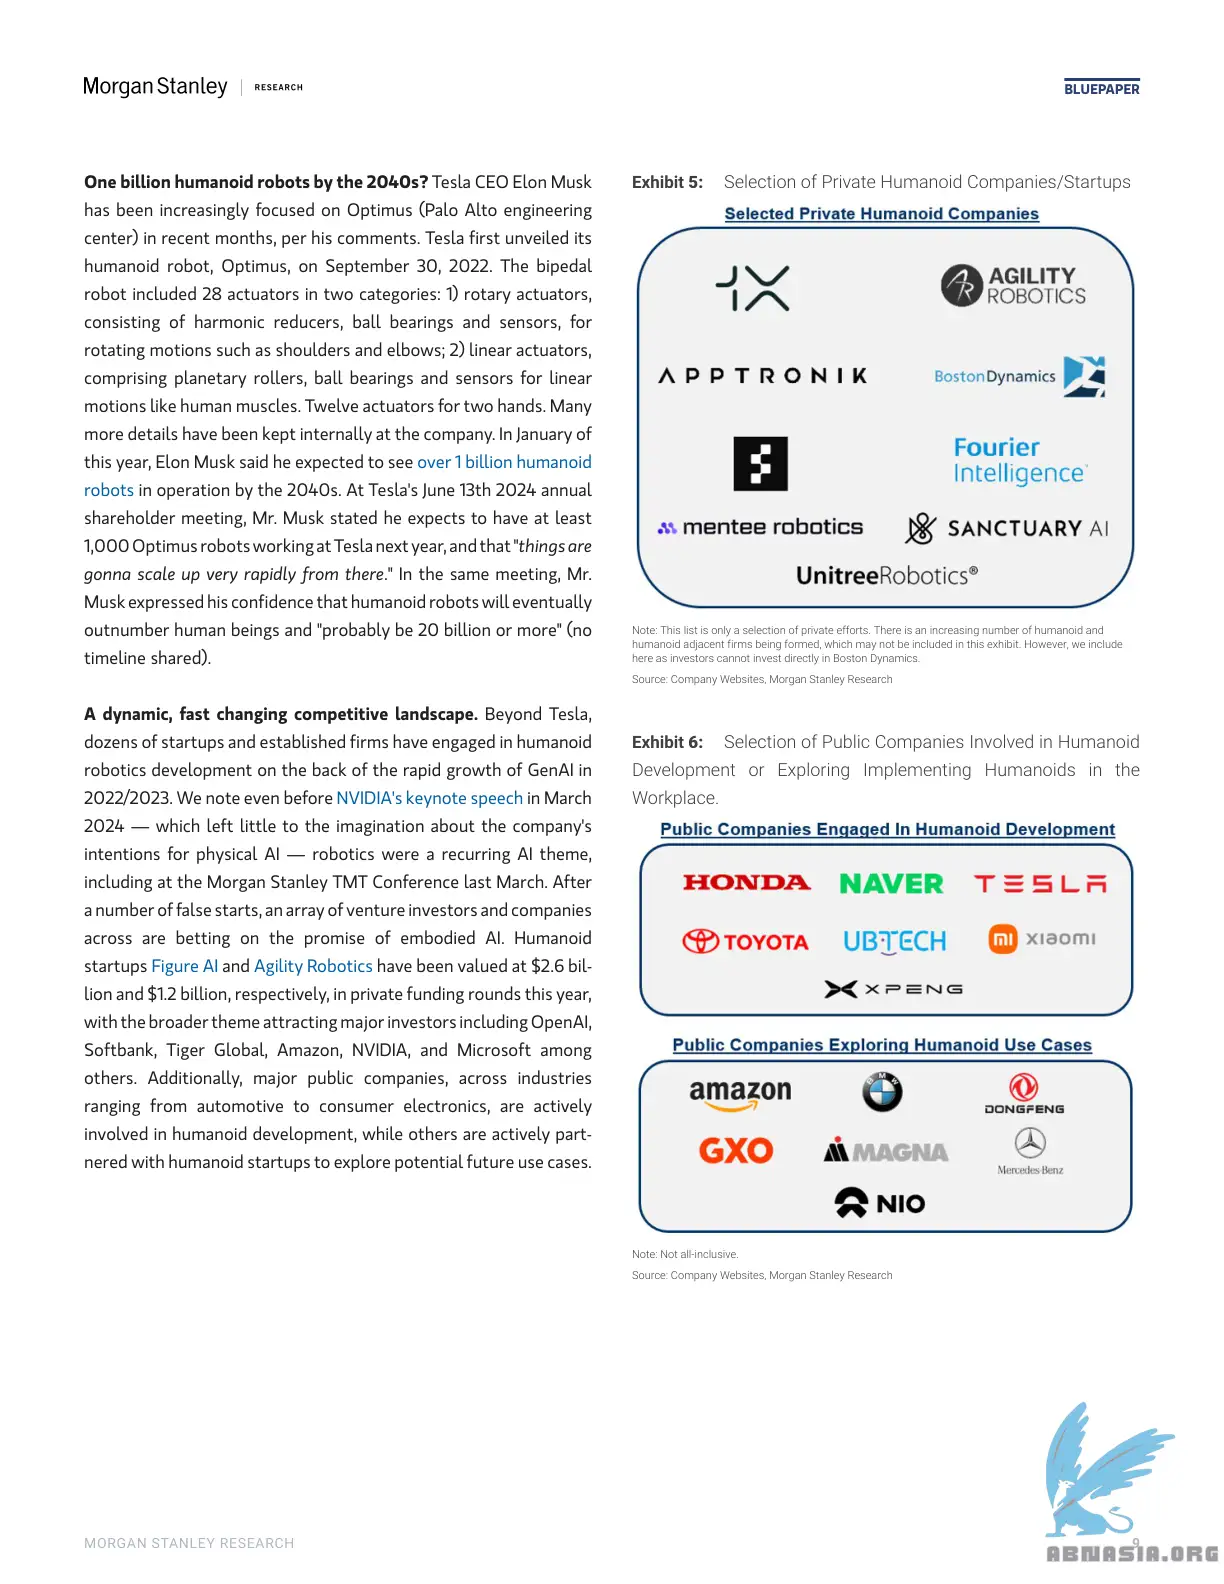 Morgan Stanley | RESEARCH
BLUEPAPER
One billion humanoid robots by the 2040s? Tesla CEO Elon Musk
has been increasingly focused on Optimus (Palo Alto engineering
center) in recent months, per his comments. Tesla first unveiled its
humanoid robot, Optimus, on September 30, 2022. The bipedal
robot included 28 actuators in two categories: 1) rotary actuators,
consisting of harmonic reducers, ball bearings and sensors, for
rotating motions such as shoulders and elbows; 2) linear actuators,
comprising planetary rollers, ball bearings and sensors for linear
motions like human muscles. Twelve actuators for two hands. Many
more details have been kept internally at the company. In January of
this year, Elon Musk said he expected to see over 1 billion humanoid
robots in operation by the 2040s. At Tesla's June 13th 2024 annual
shareholder meeting, Mr. Musk stated he expects to have at least
1,000 Optimus robots working at Tesla next year, and that "things are
gonna scale up very rapidly from there." In the same meeting, Mr.
Musk expressed his confidence that humanoid robots will eventually
outnumber human beings and "probably be 20 billion or more" (no
timeline shared).
A dynamic, fast changing competitive landscape. Beyond Tesla,
dozens of startups and established firms have engaged in humanoid
robotics development on the back of the rapid growth of GenAI in
2022/2023. We note even before NVIDIA's keynote speech in March
2024 — which left little to the imagination about the company's
intentions for physical AI — robotics were a recurring AI theme,
including at the Morgan Stanley TMT Conference last March. After
a number of false starts, an array of venture investors and companies
across are betting on the promise of embodied AI. Humanoid
startups Figure AI and Agility Robotics have been valued at $2.6 bil-
lion and $1.2 billion, respectively, in private funding rounds this year,
with the broader theme attracting major investors including OpenAI,
Softbank, Tiger Global, Amazon, NVIDIA, and Microsoft among
others. Additionally, major public companies, across industries
ranging from automotive to consumer electronics, are actively
involved in humanoid development, while others are actively part-
nered with humanoid startups to explore potential future use cases.
Exhibit 5: Selection of Private Humanoid Companies/Startups
Selected Private Humanoid Companies
1X
AGILITY
ROBOTICS
APPTRONIK
BostonDynamics
Fourier
Intelligence
mentee robotics
SANCTUARY AI
UnitreeRobotics®
Note: This list is only a selection of private efforts. There is an increasing number of humanoid and
humanoid adjacent firms being formed, which may not be included in this exhibit. However, we include
here as investors cannot invest directly in Boston Dynamics.
Source: Company Websites, Morgan Stanley Research
Exhibit 6: Selection of Public Companies Involved in Humanoid
Development or Exploring Implementing Humanoids in the
Workplace.
Public Companies Engaged In Humanoid Development
HONDA NAVER TESLA
TOYOTA UBTECH mi xiaomi
XPENG
Public Companies Exploring Humanoid Use Cases
amazon BMW DONGFENG
GXO MAGNA Mercedes-Benz
NIO
Note: Not all-inclusive.
Source: Company Websites, Morgan Stanley Research
MORGAN STANLEY RESEARCH
9
ABNASIA.ORG